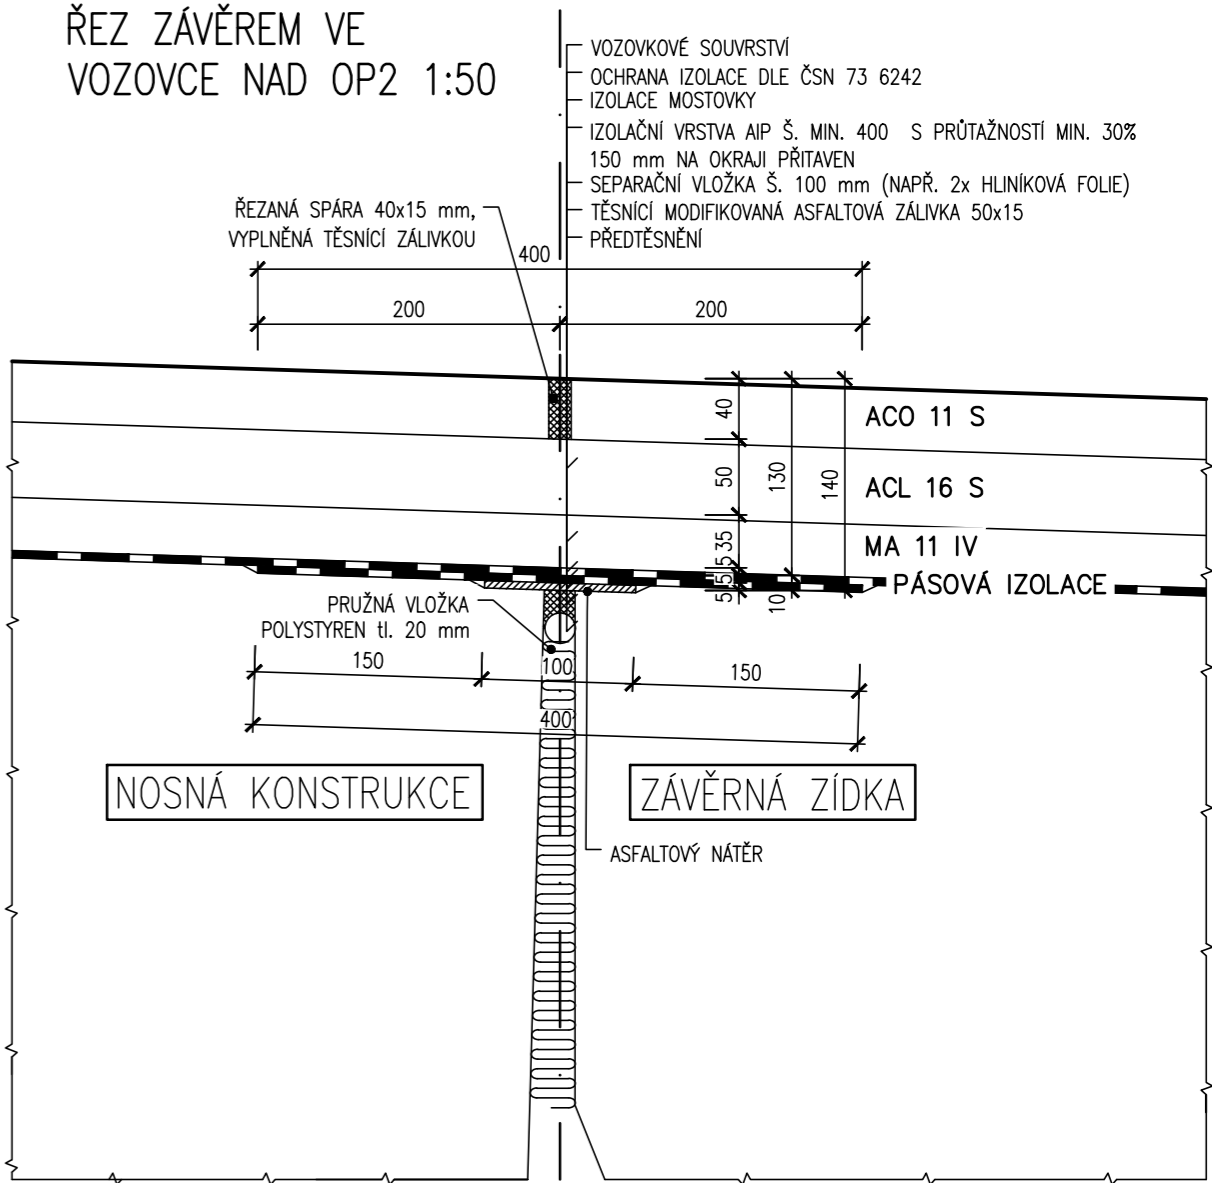 ŘEZ ZÁVĚREM VE
VOZOVCE NAD OP2 1:50
VOZOVKOVÉ SOUVRSTVÍ
OCHRANA IZOLACE DLE ČSN 73 6242
IZOLACE MOSTOVKY
IZOLAČNÍ VRSTVA AIP Š. MIN. 400 S PRŮTAŽNOSTÍ MIN. 30%
150 mm NA OKRAJI PŘITAVEN
SEPARAČNÍ VLOŽKA Š. 100 mm (NAPŘ. 2x HLINÍKOVÁ FOLIE)
TĚSNÍCÍ MODIFIKOVANÁ ASFALTOVÁ ZÁLIVKA 50x15
PŘEDTĚSNĚNÍ
ŘEZANÁ SPÁRA 40x15 mm,
VYPLNĚNÁ TĚSNÍCÍ ZÁLIVKOU
400
200
200
40
50
35
5
5
5
130
10
140
ACO 11 S
ACL 16 S
MA 11 IV
PÁSOVÁ IZOLACE
PRUŽNÁ VLOŽKA
POLYSTYREN tl. 20 mm
150
100
150
400
NOSNÁ KONSTRUKCE
ZÁVĚRNÁ ZÍDKA
ASFALTOVÝ NÁTĚR